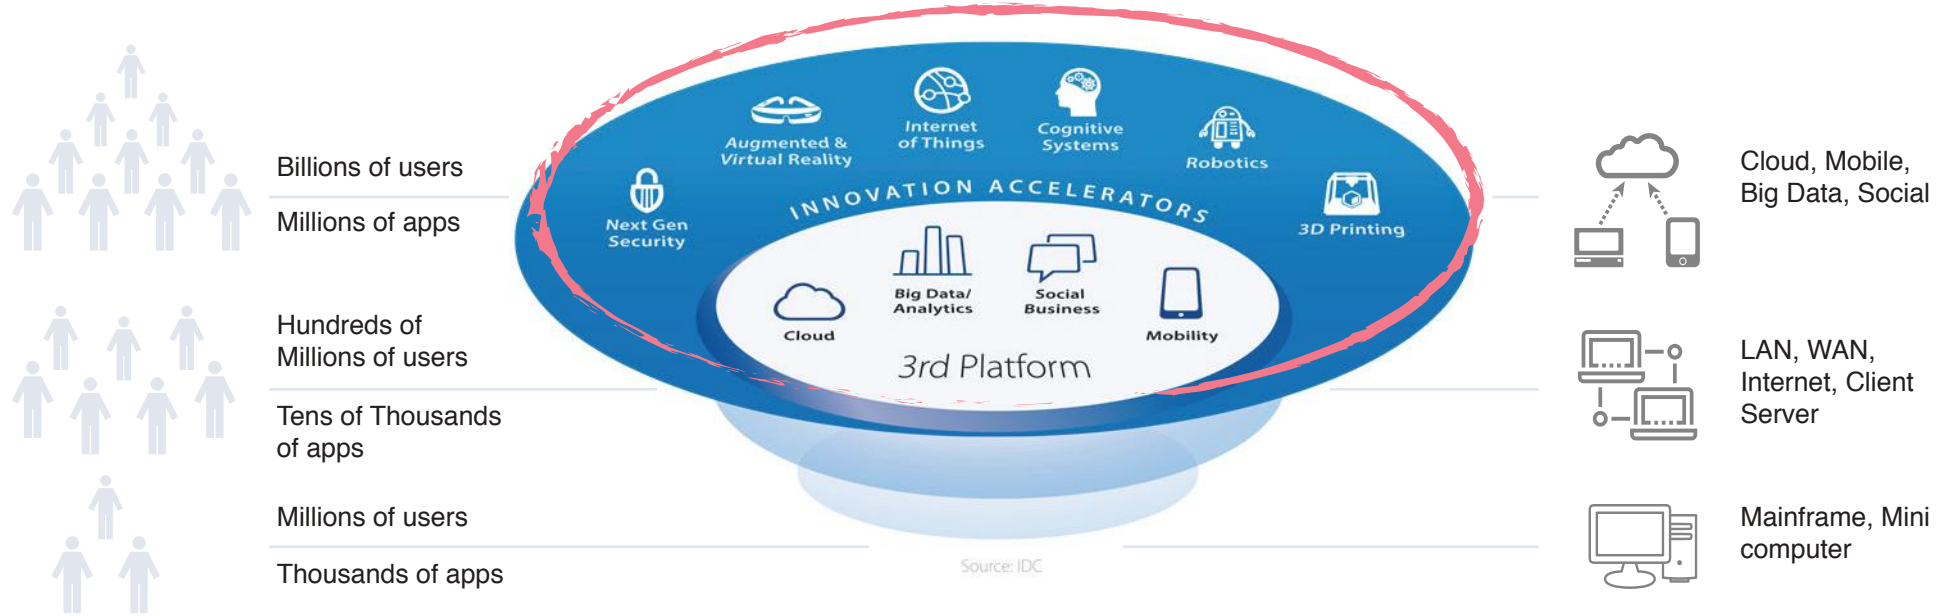 Billions of users
Millions of apps
Hundreds of
Millions of users
Tens of Thousands
of apps
Millions of users
Thousands of apps
Next Gen
Security
Augmented &
Virtual Reality
Internet
of Things
Cognitive
Systems
Robotics
3D Printing
INNOVATION ACCELERATORS
Cloud
Big Data/
Analytics
Social
Business
Mobility
3rd Platform
Source: IDC
Cloud, Mobile,
Big Data, Social
LAN, WAN,
Internet, Client
Server
Mainframe, Mini
computer